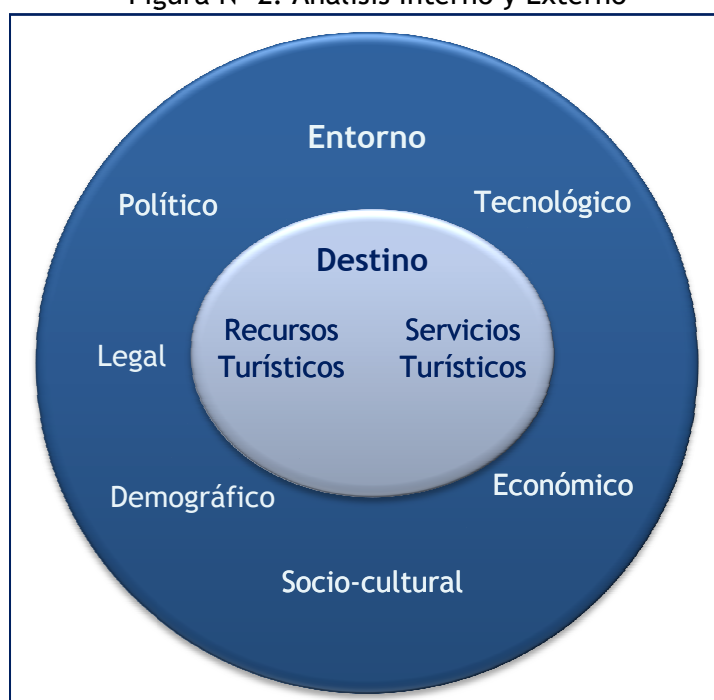 Figura N° 2. Análisis Interno y Externo
Entorno
Político
Tecnológico
Destino
Recursos
Turísticos
Servicios
Turísticos
Legal
Demográfico
Económico
Socio-cultural